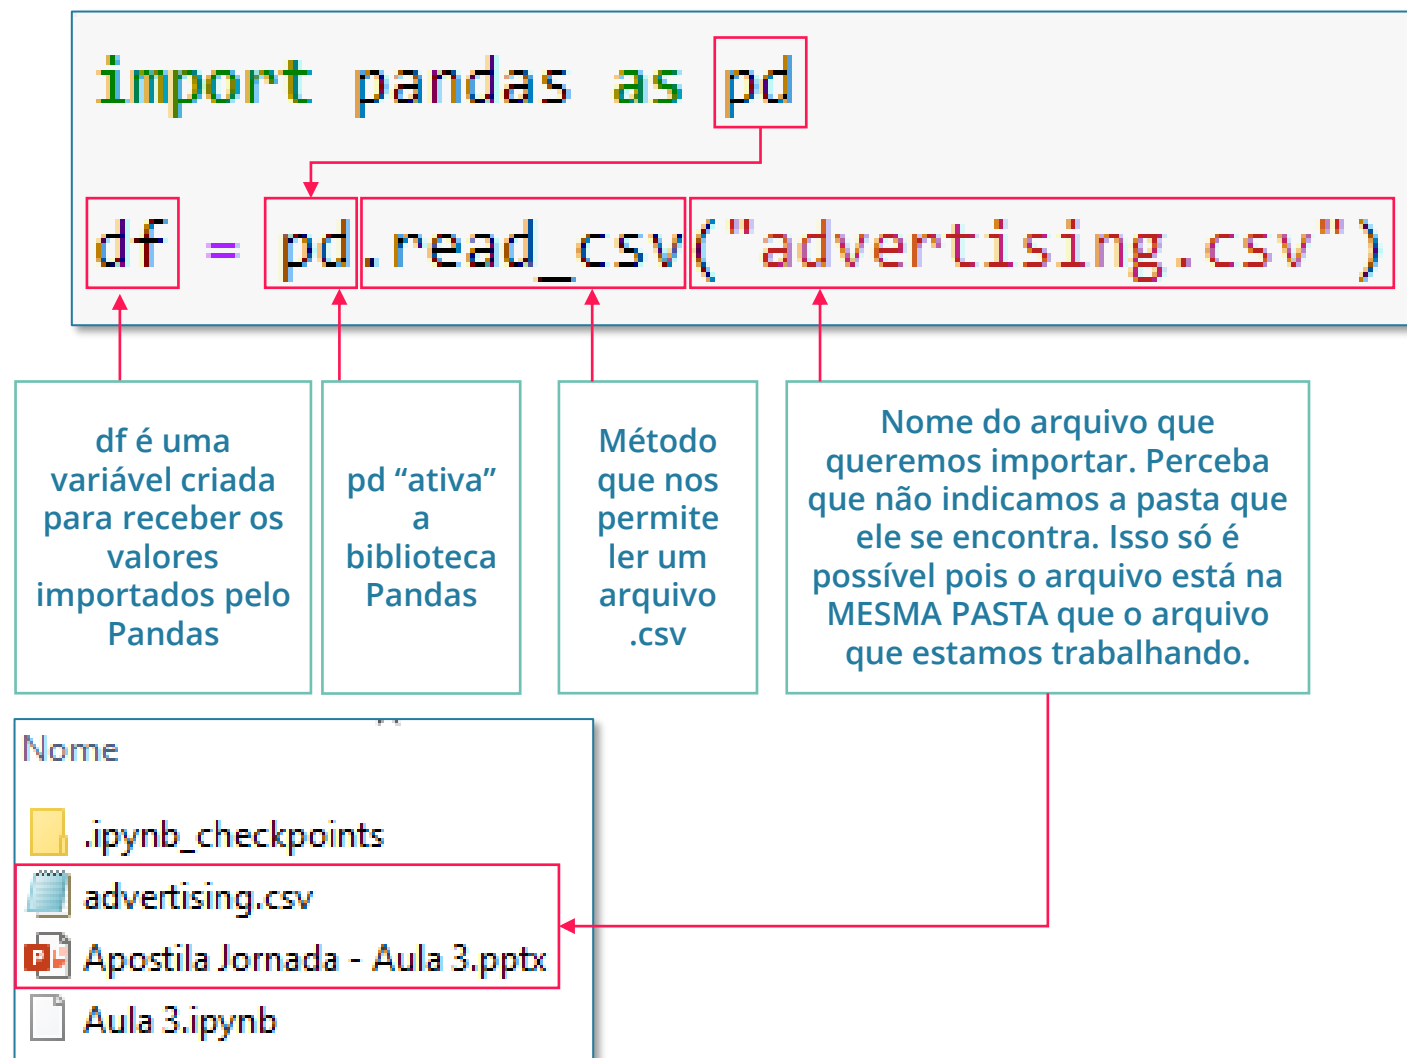 import pandas as pd
df = pd.read_csv("advertising.csv")
df é uma
variável criada
para receber os
valores
importados pelo
Pandas
pd “ativa”
a
biblioteca
Pandas
Método
que nos
permite
ler um
arquivo
.csv
Nome do arquivo que
queremos importar. Perceba
que não indicamos a pasta que
ele se encontra. Isso só é
possível pois o arquivo está na
MESMA PASTA que o arquivo
que estamos trabalhando.
Nome
.ipynb_checkpoints
advertising.csv
Apostila Jornada - Aula 3.pptx
Aula 3.ipynb